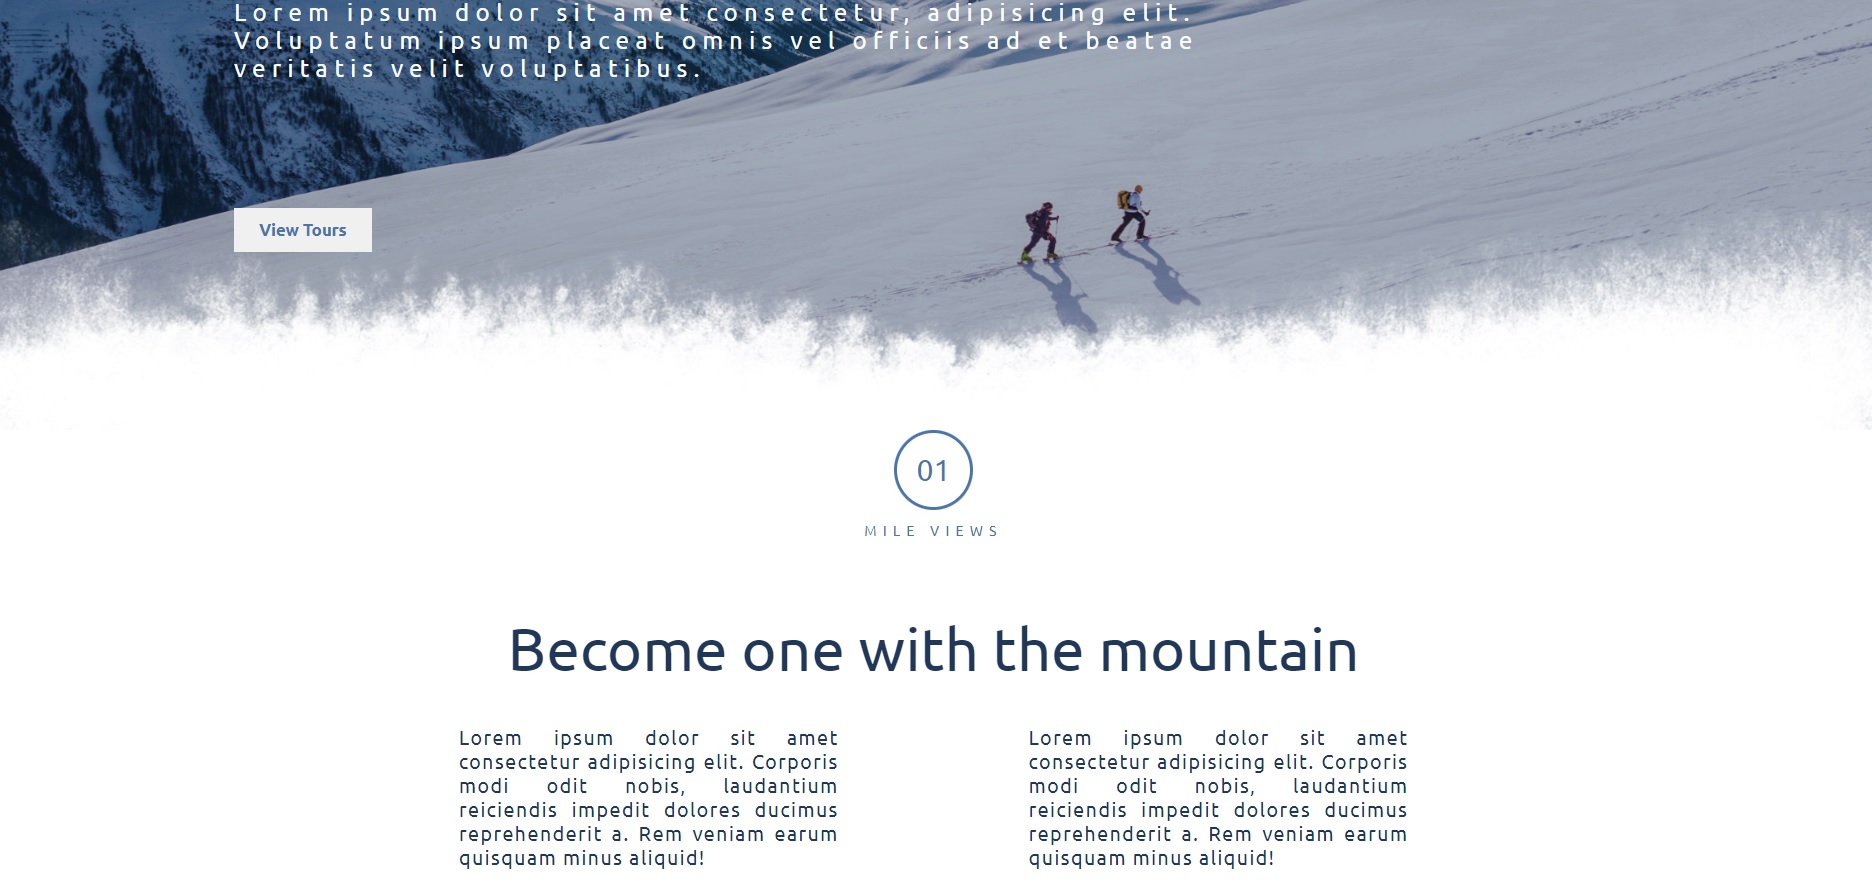 Lorem ipsum dolor sit amet consectetur, adipisicing elit.
Voluptatum ipsum placeat omnis vel officiis ad et beatae
veritatis velit voluptatibus.
View Tours
01
MILE VIEWS
Become one with the mountain
Lorem ipsum dolor sit amet
consectetur adipisicing elit. Corporis
modi odit nobis, laudantium
reiciendis impedit dolores ducimus
reprehenderit a. Rem veniam earum
quisquam minus aliquid!
Lorem ipsum dolor sit amet
consectetur adipisicing elit. Corporis
modi odit nobis, laudantium
reiciendis impedit dolores ducimus
reprehenderit a. Rem veniam earum
quisquam minus aliquid!